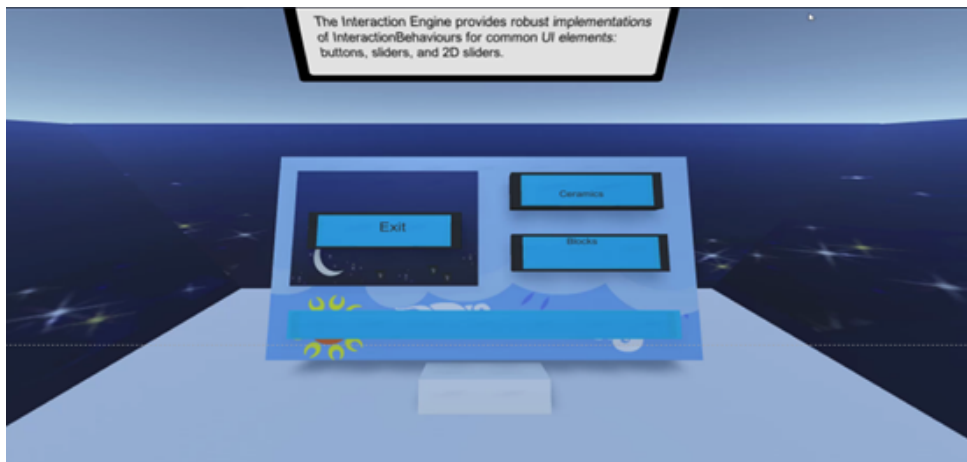 The Interaction Engine provides robust implementations
of InteractionBehaviours for common UI elements:
buttons, sliders, and 2D sliders.
Ceramics
Exit
Blocks